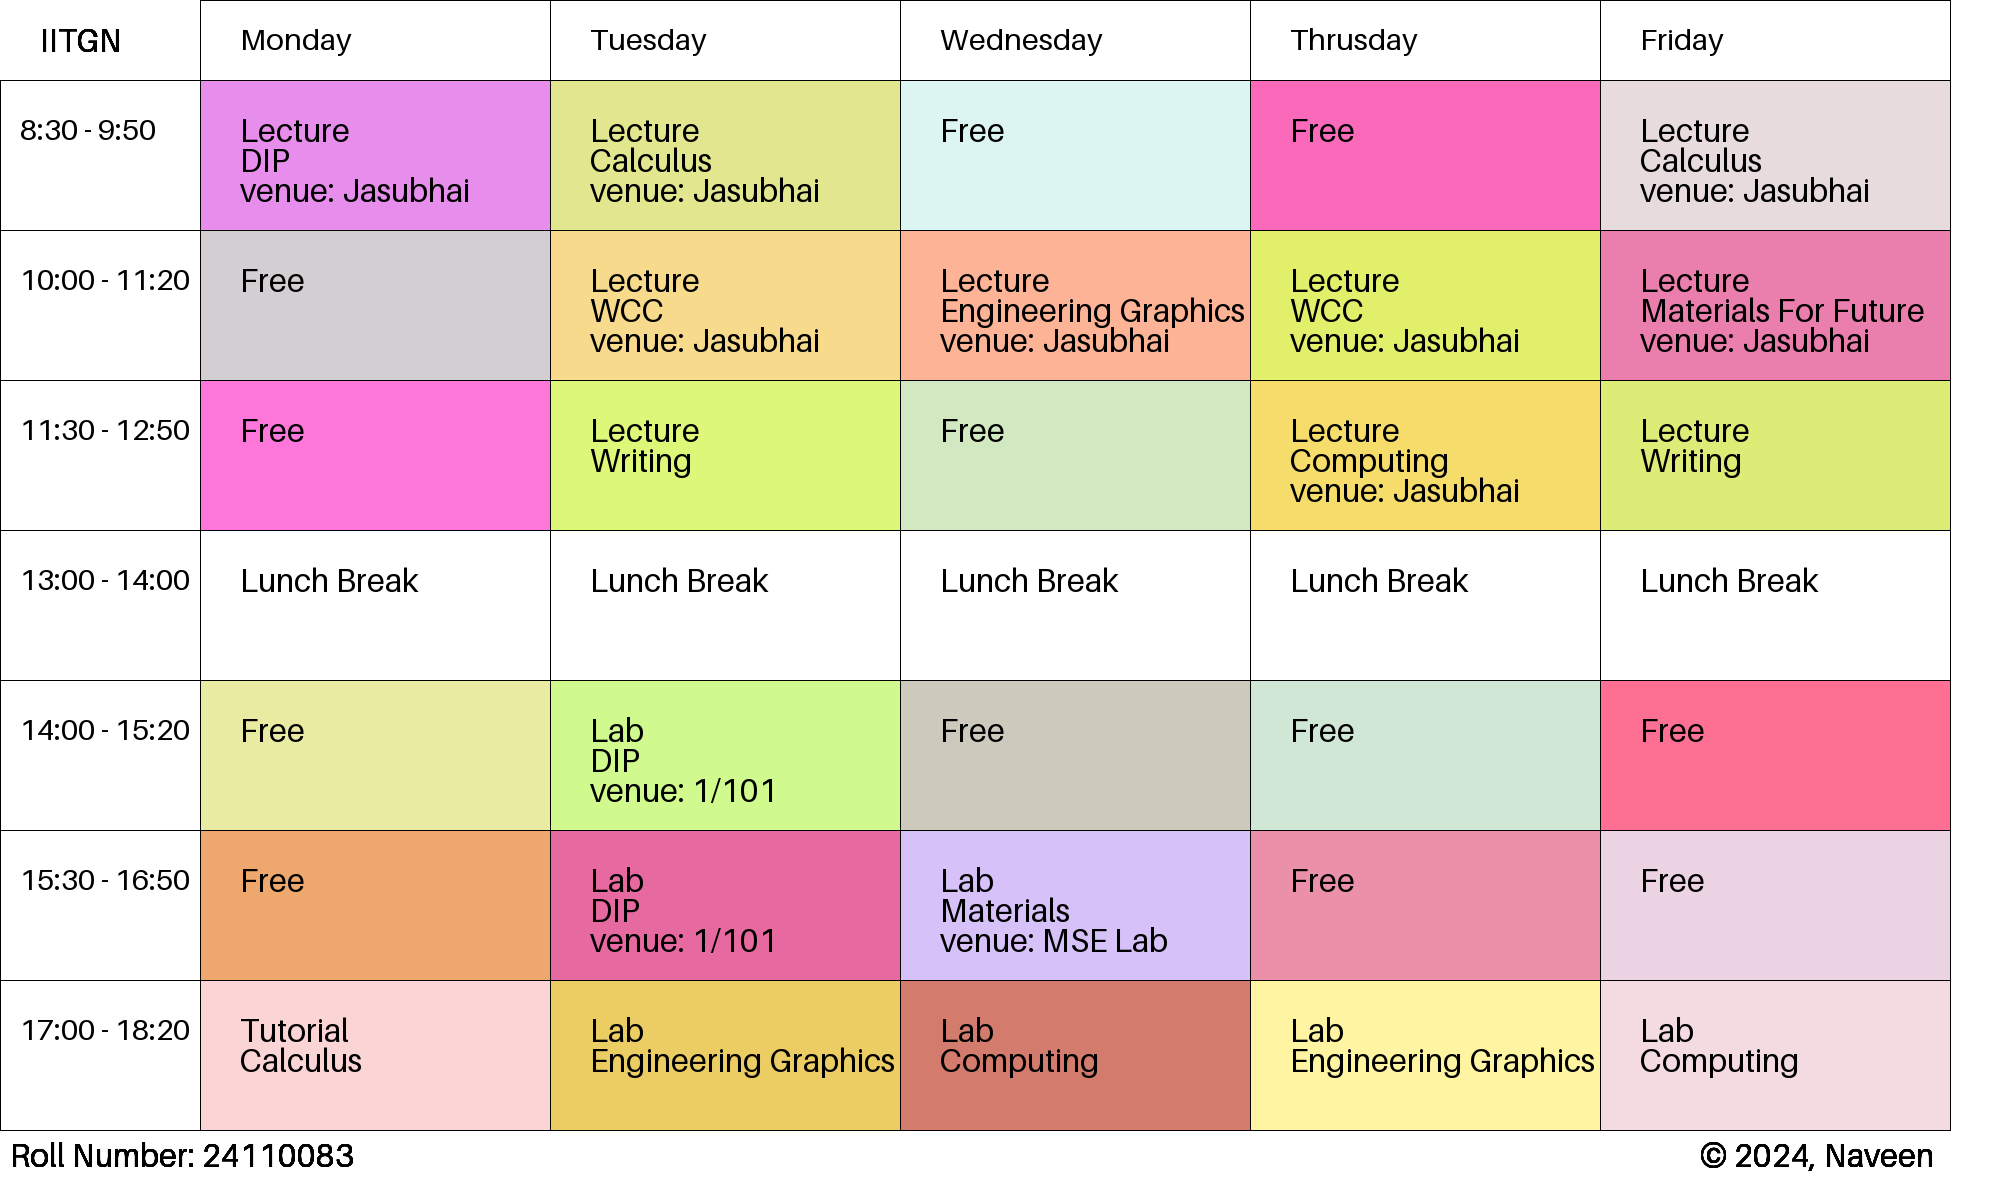 IITGN
Monday
Tuesday
Wednesday
Thrusday
Friday
8:30 - 9:50
Lecture
DIP
venue: Jasubhai
Lecture
Calculus
venue: Jasubhai
Free
Free
Lecture
Calculus
venue: Jasubhai
10:00 - 11:20
Free
Lecture
WCC
venue: Jasubhai
Lecture
Engineering Graphics
venue: Jasubhai
Lecture
WCC
venue: Jasubhai
Lecture
Materials For Future
venue: Jasubhai
11:30 - 12:50
Free
Lecture
Writing
Free
Lecture
Computing
venue: Jasubhai
Lecture
Writing
13:00 - 14:00
Lunch Break
Lunch Break
Lunch Break
Lunch Break
Lunch Break
14:00 - 15:20
Free
Lab
DIP
venue: 1/101
Free
Free
Free
15:30 - 16:50
Free
Lab
DIP
venue: 1/101
Lab
Materials
venue: MSE Lab
Free
Free
17:00 - 18:20
Tutorial
Calculus
Lab
Engineering Graphics
Lab
Computing
Lab
Engineering Graphics
Lab
Computing
Roll Number: 24110083
© 2024, Naveen